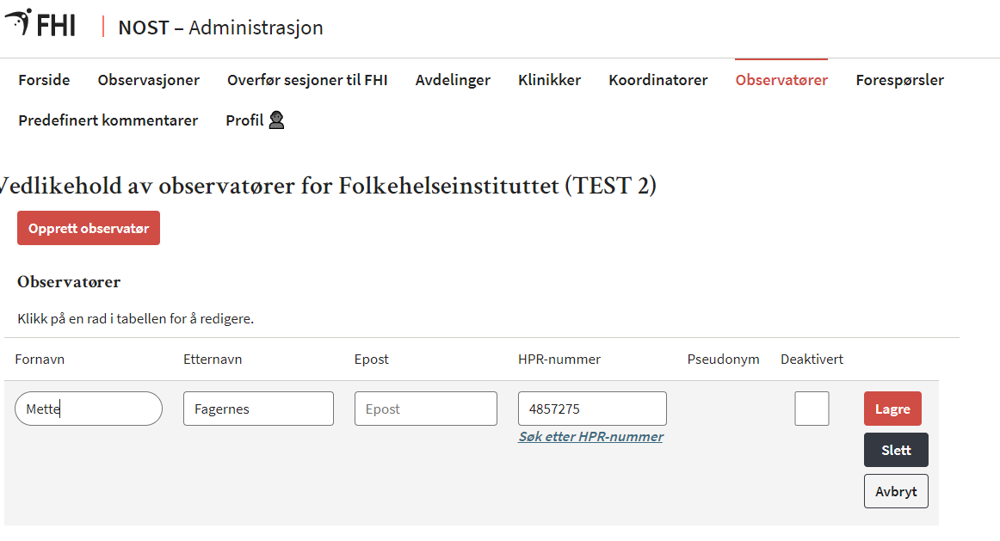 FHI NOST – Administrasjon
Forside Observasjoner Overfør sesjoner til FHI Avdelinger Klinikker Koordinatorer Observatører Forespørsler
Predefinert kommentarer Profil
Vedlikehold av observatører for Folkehelseinstituttet (TEST 2)
Opprett observatør
Observatører
Klikk på en rad i tabellen for å redigere.
Fornavn Etternavn Epost HPR-nummer Pseudonym Deaktivert
Mette Fagernes Epost 4857275 Lagre
Søk etter HPR-nummer
Slett
Avbryt